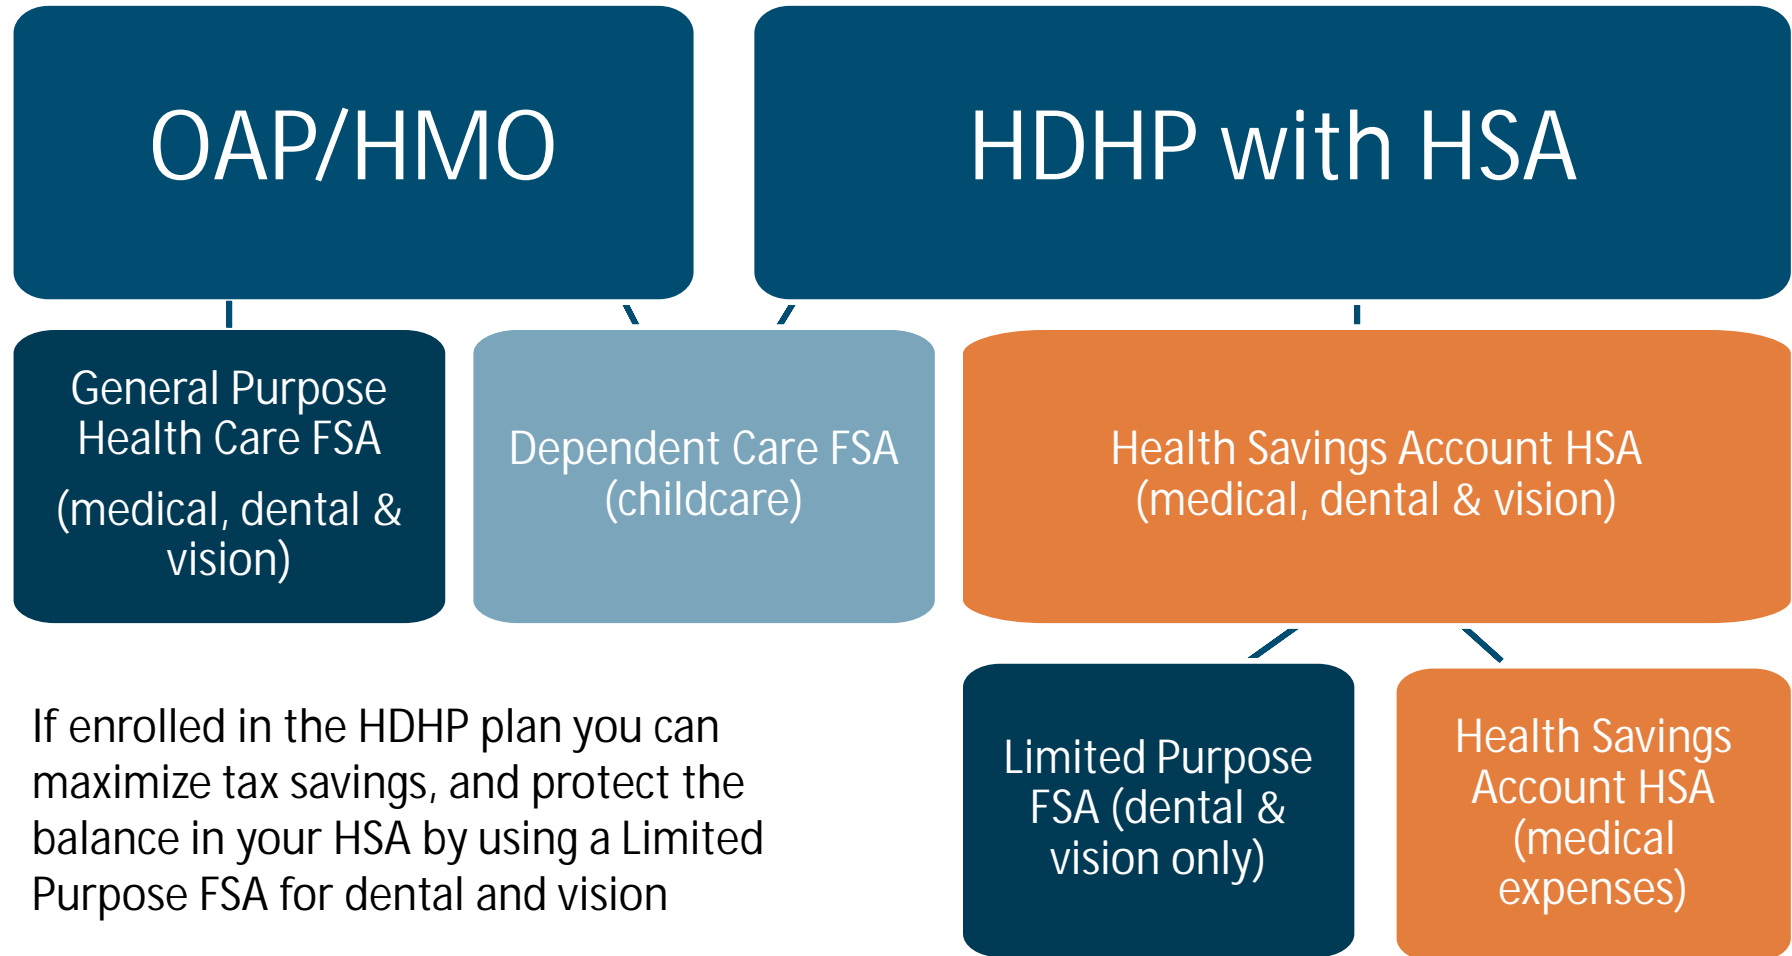 OAP/HMO
HDHP with HSA
General Purpose
Health Care FSA
(medical, dental &
vision)
Dependent Care FSA
(childcare)
Health Savings Account HSA
(medical, dental & vision)
If enrolled in the HDHP plan you can
maximize tax savings, and protect the
balance in your HSA by using a Limited
Purpose FSA for dental and vision
Limited Purpose
FSA (dental &
vision only)
Health Savings
Account HSA
(medical
expenses)